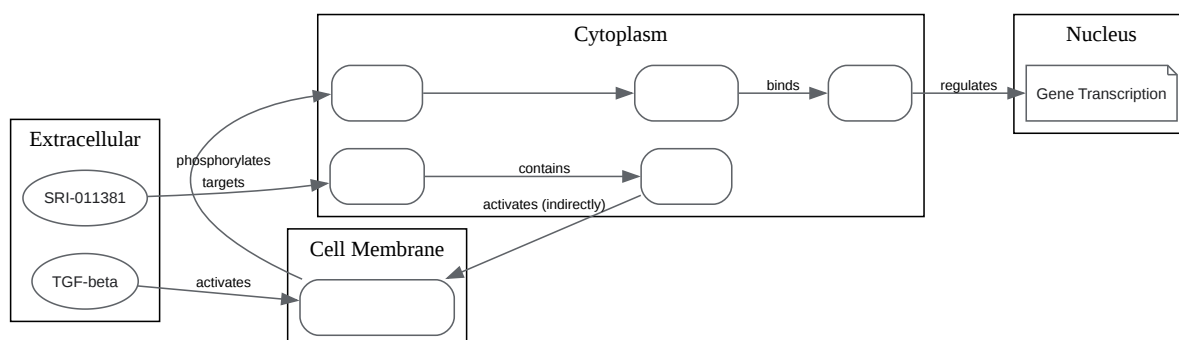 Cytoplasm
Nucleus
binds
regulates
Gene Transcription
Extracellular
phosphorylates
SRI-011381
targets
contains
activates (indirectly)
Cell Membrane
TGF-beta
activates